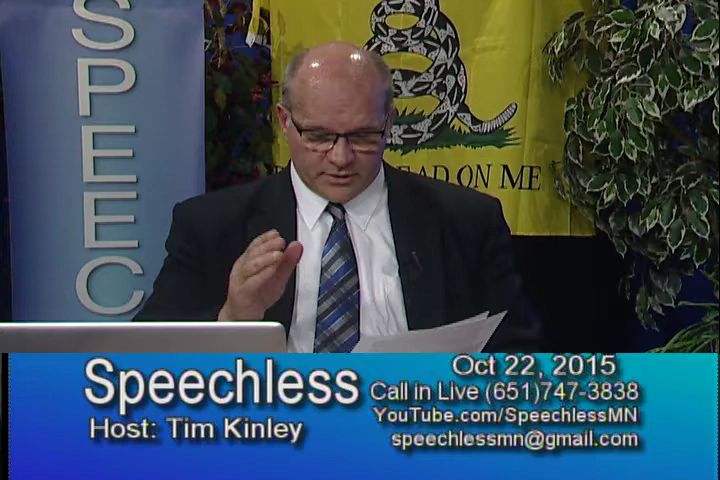 SPEEC
EAD ON ME
Speechless
Host: Tim Kinley
Oct 22, 2015
Call in Live (651)747-3838
YouTube.com/SpeechlessMN
speechlessmn@gmail.com